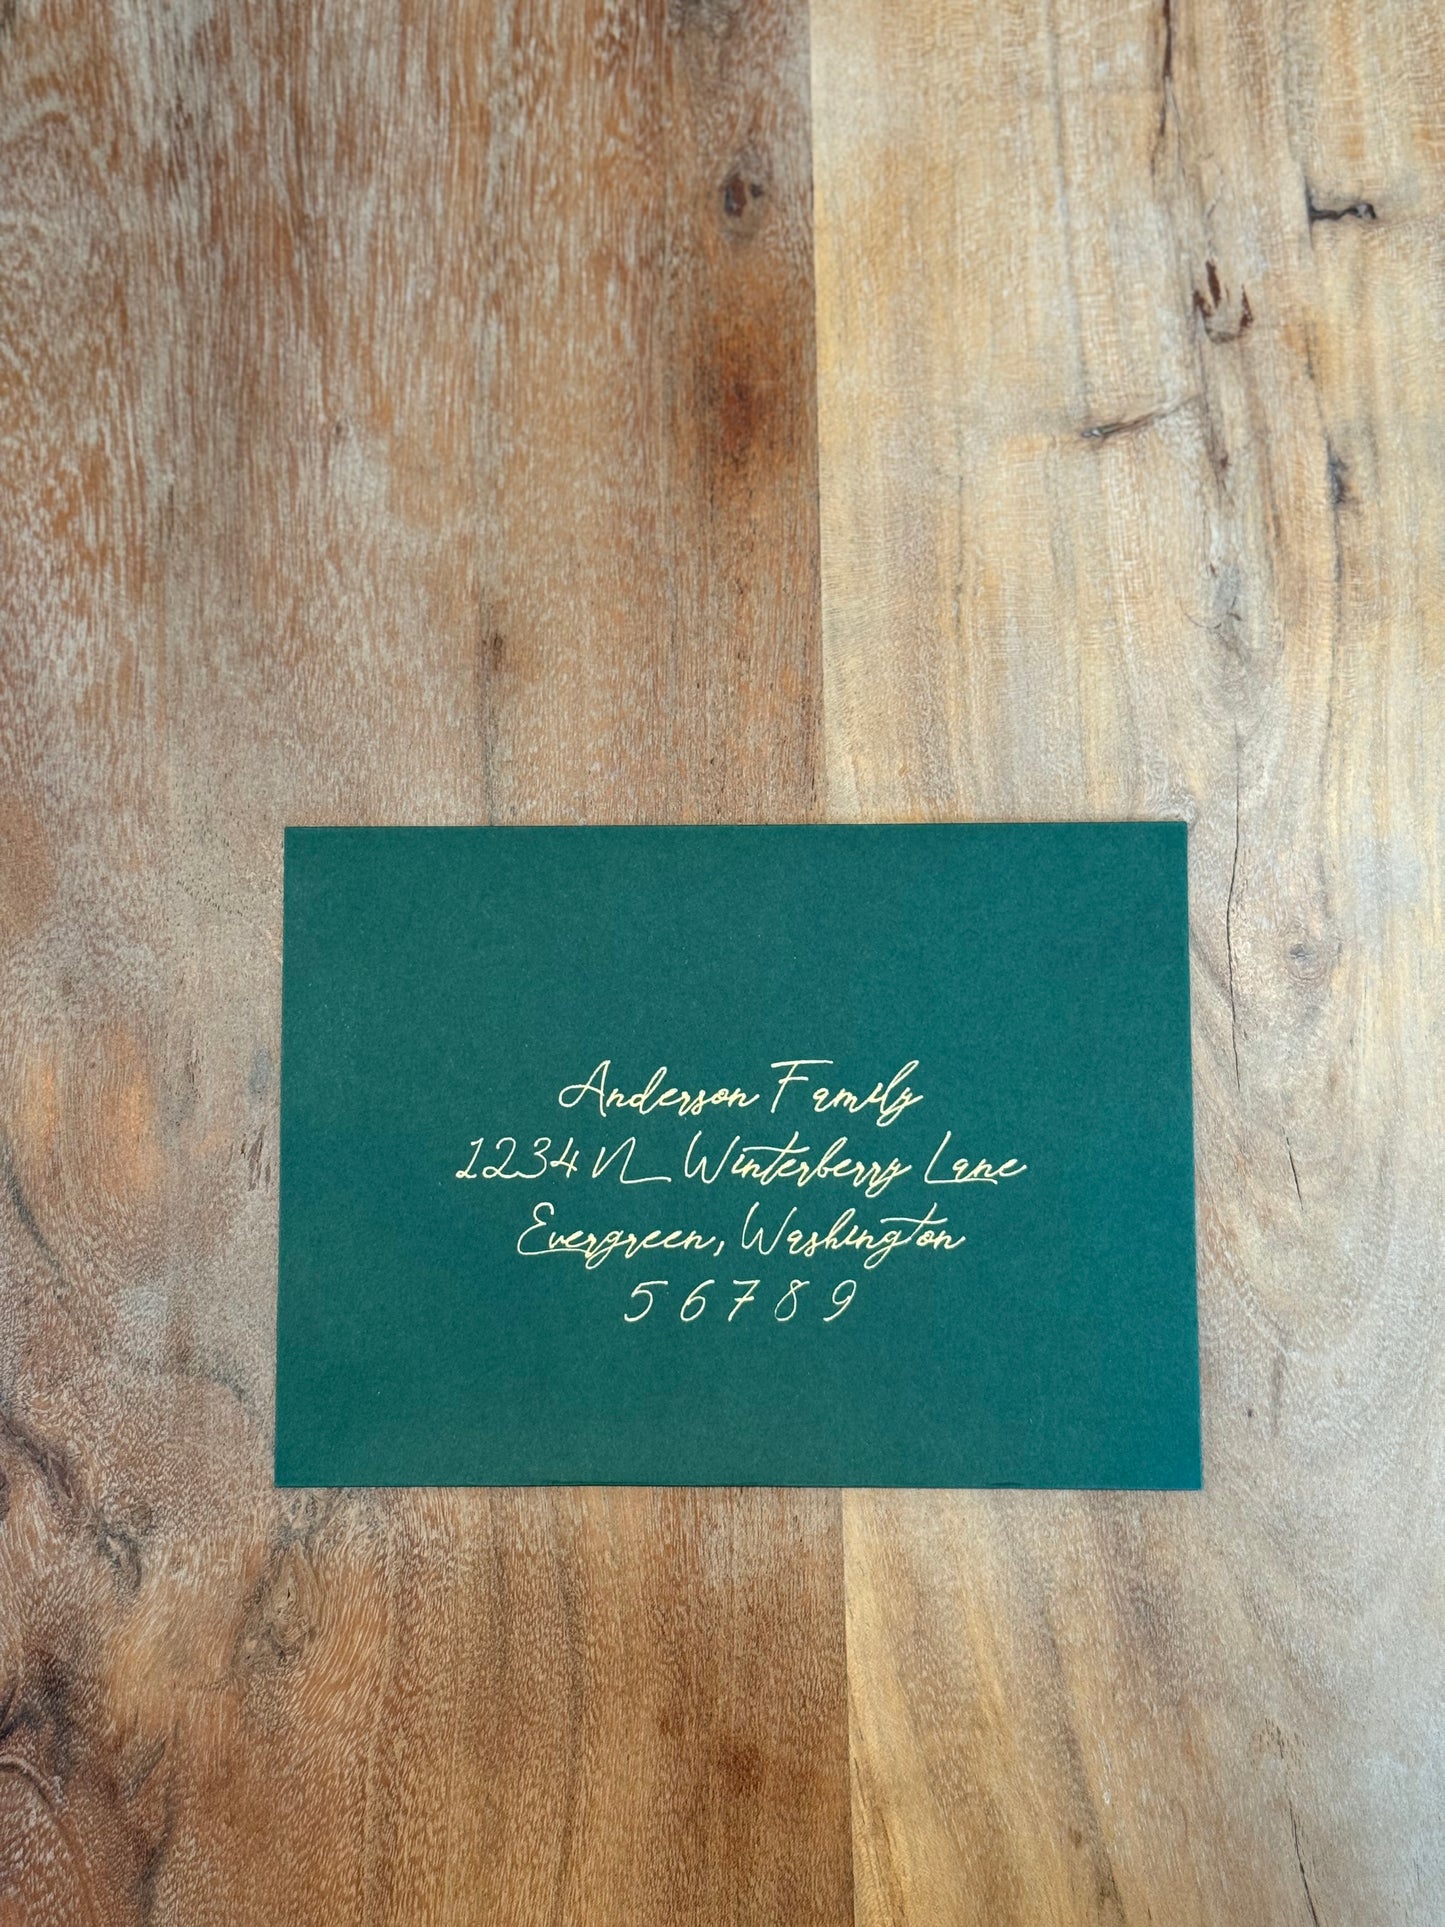 Anderson Family
1234 N Winterberry Lane
Evergreen, Washington
56789